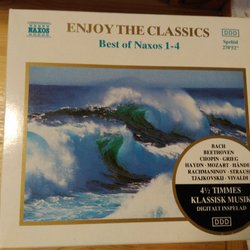 NAXOS
ENJOY THE CLASSICS
DDD
Best of Naxos 1-4
Speltid
BACH
BEETHOVEN
CHOPIN · GRIEG
HAYDN · MOZART · HÄNDEL
RACHMANINOV · STRAUSS
TJAJKOVSKIJ · VIVALDI
4½ TIMMES
KLASSISK MUSIK
DIGITALT INSPELAD
DDD